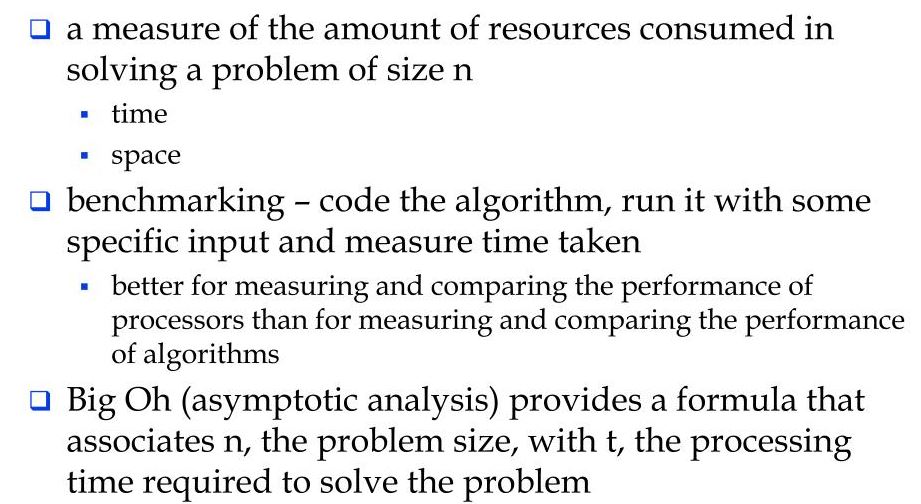 ❑ a measure of the amount of resources consumed in
solving a problem of size n
▪ time
▪ space
❑ benchmarking – code the algorithm, run it with some
specific input and measure time taken
▪ better for measuring and comparing the performance of
processors than for measuring and comparing the performance
of algorithms
❑ Big Oh (asymptotic analysis) provides a formula that
associates n, the problem size, with t, the processing
time required to solve the problem